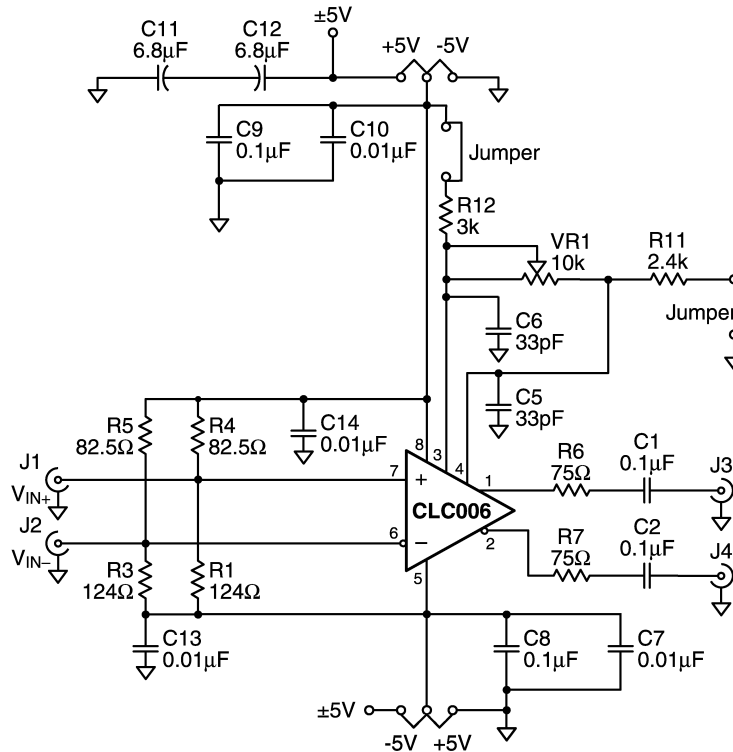 C11
6.8µF
C12
6.8µF
±5V
+5V
-5V
C9
0.1µF
C10
0.01µF
Jumper
R12
3k
VR1
10k
R11
2.4k
Jumper
C6
33pF
C5
33pF
R5
82.5Ω
R4
82.5Ω
C14
0.01µF
8
3
4
J1
VIN+
7
+
1
R6
75Ω
C1
0.1µF
J3
CLC006
J2
VIN−
6
−
2
R7
75Ω
C2
0.1µF
J4
5
R3
124Ω
R1
124Ω
C13
0.01µF
C8
0.1µF
C7
0.01µF
±5V
-5V
+5V